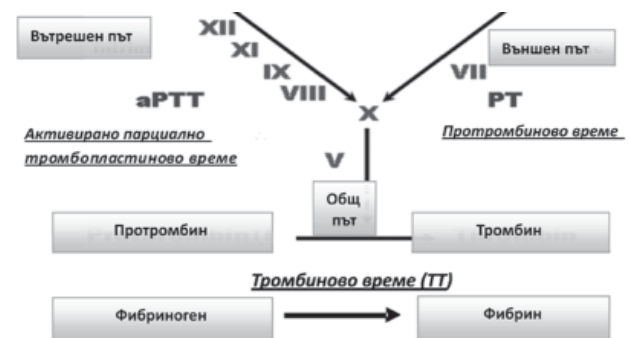 Вътрешен път
XII
XI
IX
VIII
Външен път
VII
X
aPTT
PT
Активирано парциално
тромбопластиново време
Протромбиново време
V
Общ
път
Протромбин
Тромбин
Тромбиново време (ТТ)
Фибриноген
Фибрин